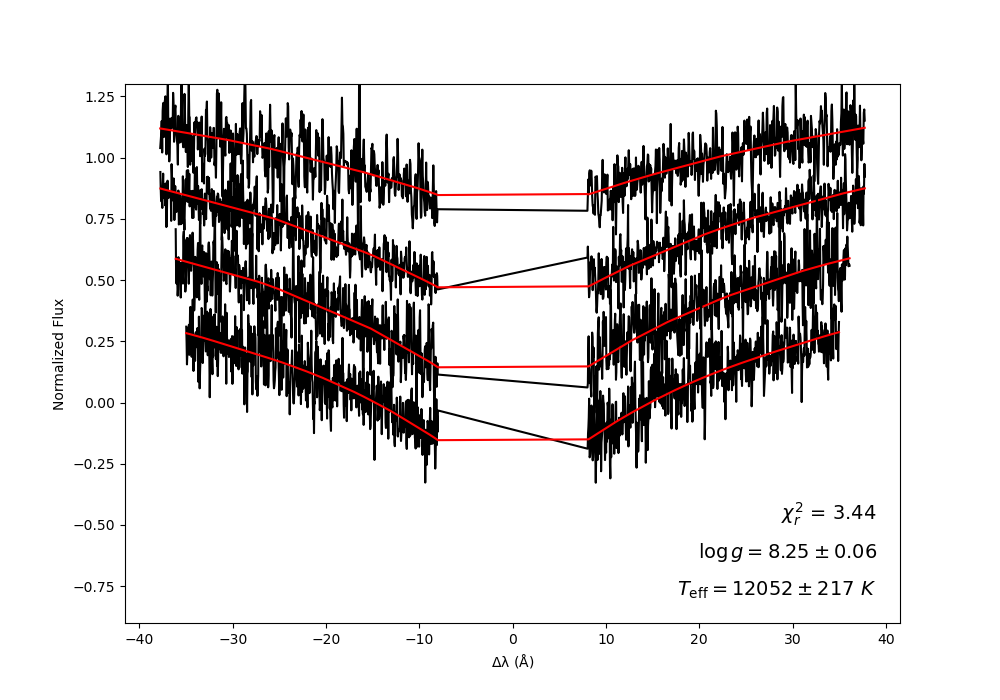 1.25
1.00
0.75
0.50
0.25
0.00
−0.25
−0.50
−0.75
Normalized Flux
χ²ᵣ = 3.44
log g = 8.25 ± 0.06
T_eff = 12052 ± 217 K
−40 −30 −20 −10 0 10 20 30 40
Δλ (Å)